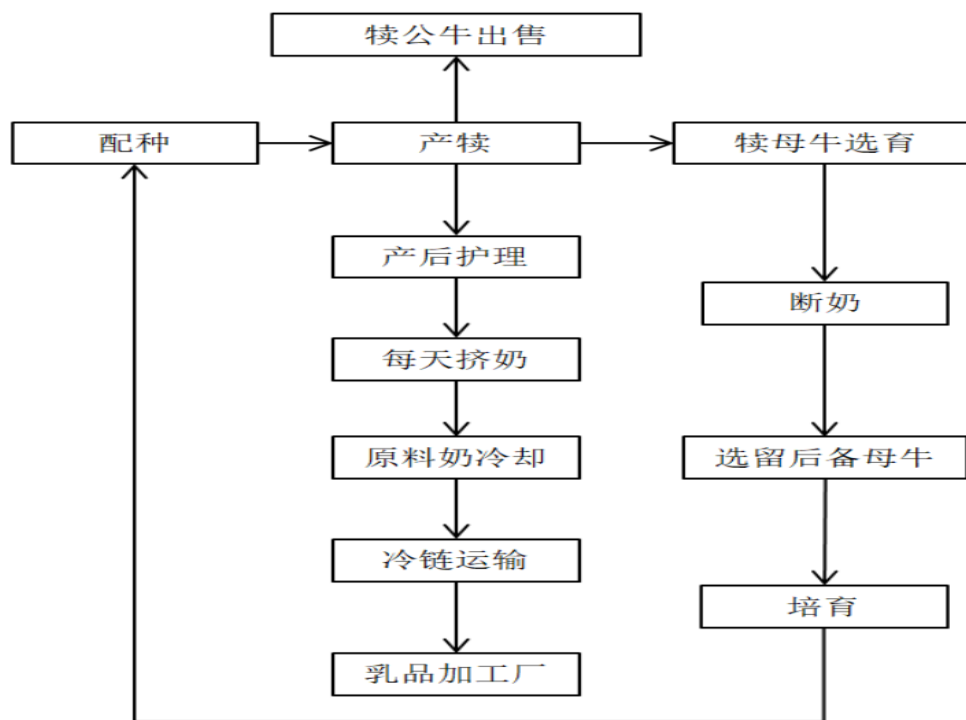 犊公牛出售
配种
产犊
犊母牛选育
产后护理
断奶
每天挤奶
原料奶冷却
选留后备母牛
冷链运输
培育
乳品加工厂